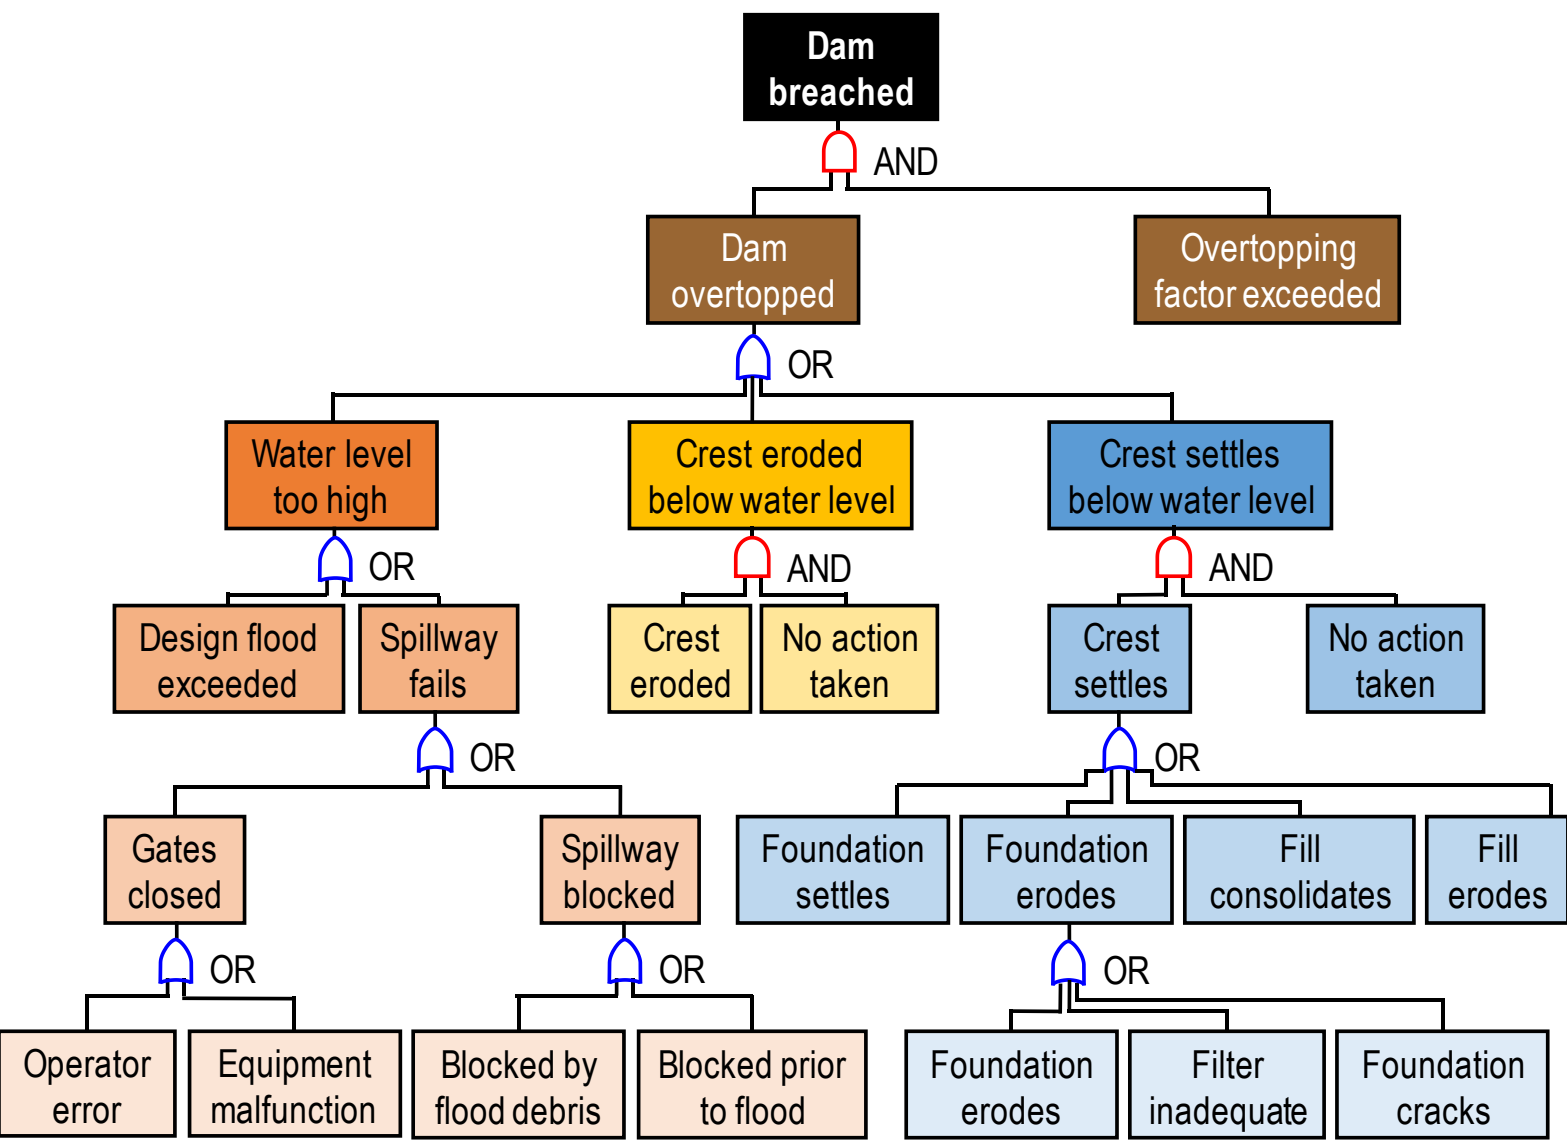 Dam
breached
AND
Dam
overtopped
Overtopping
factor exceeded
OR
Water level
too high
Crest eroded
below water level
Crest settles
below water level
OR
AND
AND
Design flood
exceeded
Spillway
fails
Crest
eroded
No action
taken
Crest
settles
No action
taken
OR
OR
Gates
closed
Spillway
blocked
Foundation
settles
Foundation
erodes
Fill
consolidates
Fill
erodes
OR
OR
OR
Operator
error
Equipment
malfunction
Blocked by
flood debris
Blocked prior
to flood
Foundation
erodes
Filter
inadequate
Foundation
cracks